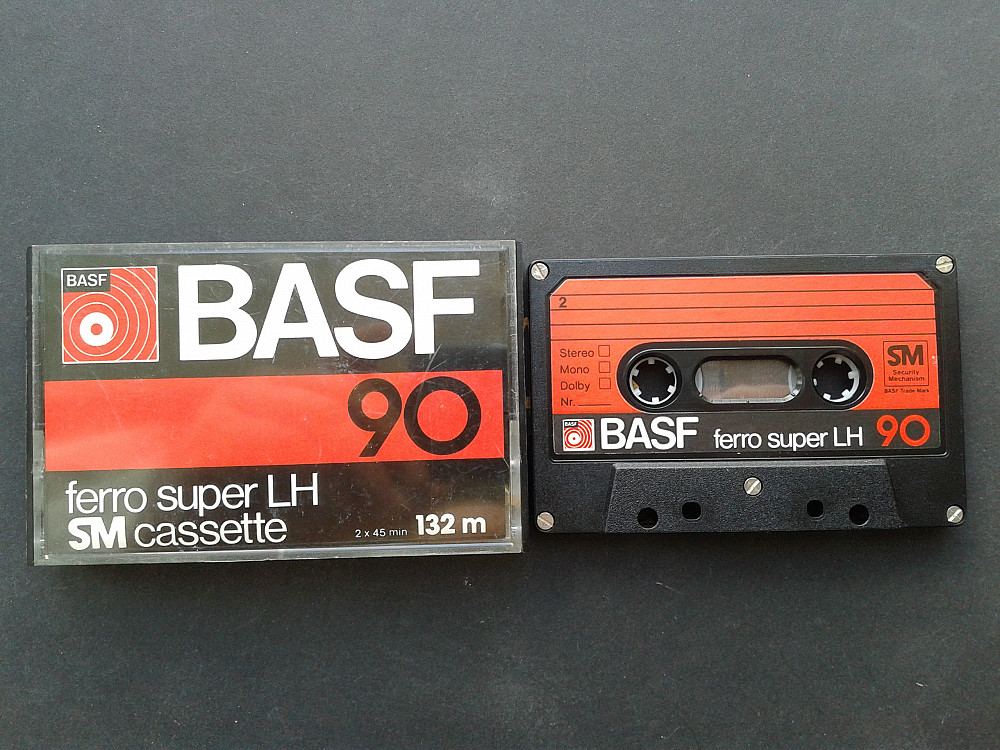 BASF
BASF
90
ferro super LH
SM cassette
2 x 45 min 132 m
2
Stereo
Mono
Dolby
Nr.
SM
Security
Mechanism
BASF Trade Mark
BASF
BASF ferro super LH 90